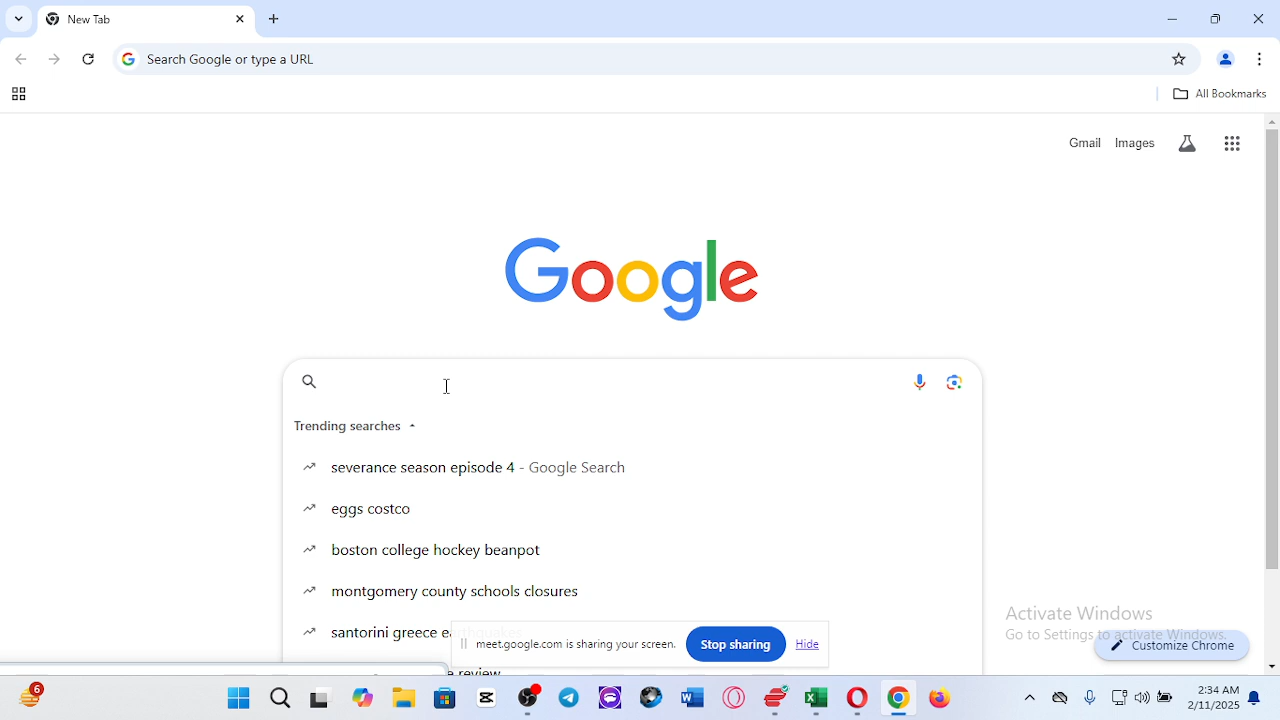 New Tab
Search Google or type a URL
All Bookmarks
Gmail Images
Google
Trending searches
severance season episode 4 - Google Search
eggs costco
boston college hockey beanpot
montgomery county schools closures
santorini greece
meet.google.com is sharing your screen. Stop sharing Hide
review
Activate Windows
Go to Settings to activate Windows.
Customize Chrome
6
2:34 AM
2/11/2025